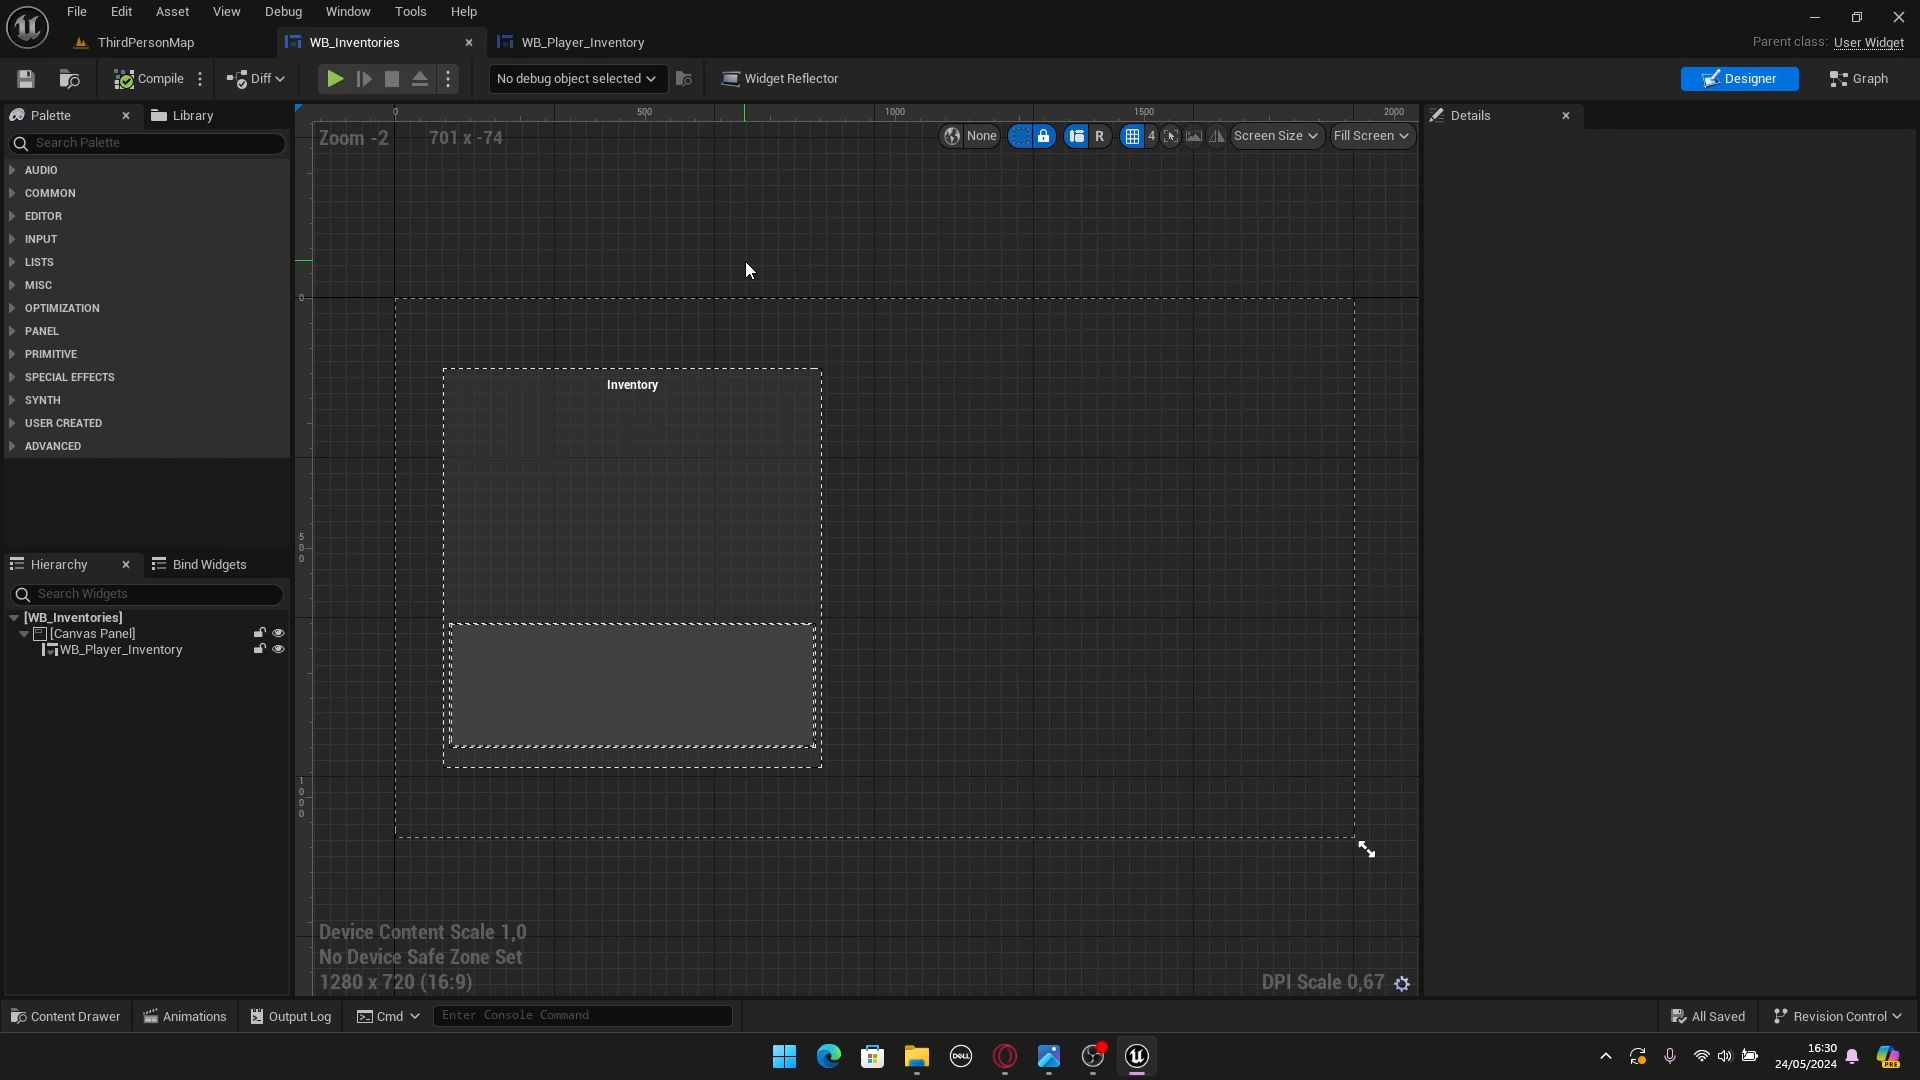 File Edit Asset View Debug Window Tools Help
ThirdPersonMap WB_Inventories WB_Player_Inventory
Parent class: User Widget
Compile Diff No debug object selected Widget Reflector Designer Graph
Palette Library
Search Palette
AUDIO
COMMON
EDITOR
INPUT
LISTS
MISC
OPTIMIZATION
PANEL
PRIMITIVE
SPECIAL EFFECTS
SYNTH
USER CREATED
ADVANCED
Hierarchy Bind Widgets
Search Widgets
[WB_Inventories]
[Canvas Panel]
WB_Player_Inventory
0 500 1000 1500 2000
Zoom -2 701 x -74 None R 4 Screen Size Fill Screen
0
500
1000
Inventory
Device Content Scale 1,0
No Device Safe Zone Set
1280 x 720 (16:9)
DPI Scale 0,67
Details
Content Drawer Animations Output Log Cmd Enter Console Command All Saved Revision Control
DELL
16:30
24/05/2024
PRE